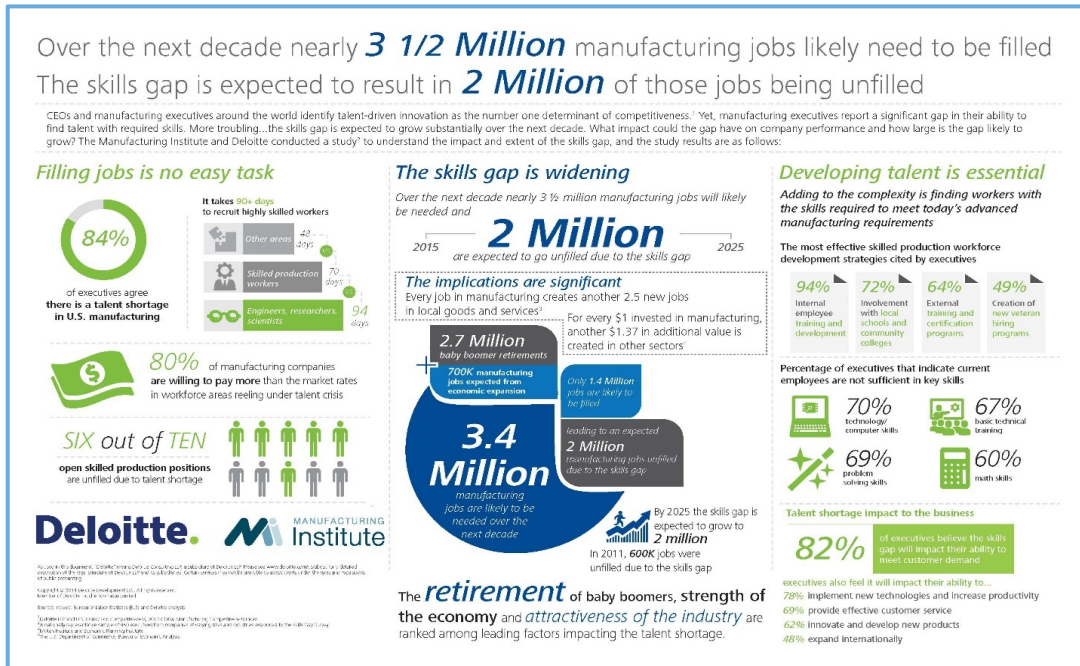 Over the next decade nearly 3 1/2 Million manufacturing jobs likely need to be filled
The skills gap is expected to result in 2 Million of those jobs being unfilled
CEOs and manufacturing executives around the world identify talent-driven innovation as the number one determinant of competitiveness.¹ Yet, manufacturing executives report a significant gap in their ability to
find talent with required skills. More troubling...the skills gap is expected to grow substantially over the next decade. What impact could the gap have on company performance and how large is the gap likely to
grow? The Manufacturing Institute and Deloitte conducted a study² to understand the impact and extent of the skills gap, and the study results are as follows:
Filling jobs is no easy task
84%
of executives agree
there is a talent shortage
in U.S. manufacturing
It takes 90+ days
to recruit highly skilled workers
Other areas
48
days
Skilled production
workers
70
days
Engineers, researchers,
scientists
94
days
80% of manufacturing companies
are willing to pay more than the market rates
in workforce areas reeling under talent crisis
SIX out of TEN
open skilled production positions
are unfilled due to talent shortage
Deloitte.
MANUFACTURING
Institute
The skills gap is widening
Over the next decade nearly 3 ½ million manufacturing jobs will likely
be needed and
2015
2 Million
2025
are expected to go unfilled due to the skills gap
The implications are significant
Every job in manufacturing creates another 2.5 new jobs
in local goods and services³
For every $1 invested in manufacturing,
another $1.37 in additional value is
created in other sectors
2.7 Million
baby boomer retirements
+
700K manufacturing
jobs expected from
economic expansion
Only 1.4 Million
jobs are likely to
be filled
3.4
Million
manufacturing
jobs are likely to be
needed over the
next decade
leading to an expected
2 Million
manufacturing jobs unfilled
due to the skills gap
By 2025 the skills gap is
expected to grow to
2 million
In 2011, 600K jobs were
unfilled due to the skills gap
The retirement of baby boomers, strength of
the economy and attractiveness of the industry are
ranked among leading factors impacting the talent shortage.
Developing talent is essential
Adding to the complexity is finding workers with
the skills required to meet today's advanced
manufacturing requirements
The most effective skilled production workforce
development strategies cited by executives
94%
Internal
employee
training and
development
72%
Involvement
with local
schools and
community
colleges
64%
External
training and
certification
programs
49%
Creation of
new veteran
hiring
programs
Percentage of executives that indicate current
employees are not sufficient in key skills
70%
technology/
computer skills
67%
basic technical
training
69%
problem
solving skills
60%
math skills
Talent shortage impact to the business
82%
of executives believe the skills
gap will impact their ability to
meet customer demand
executives also feel it will impact their ability to...
78% implement new technologies and increase productivity
69% provide effective customer service
62% innovate and develop new products
48% expand internationally